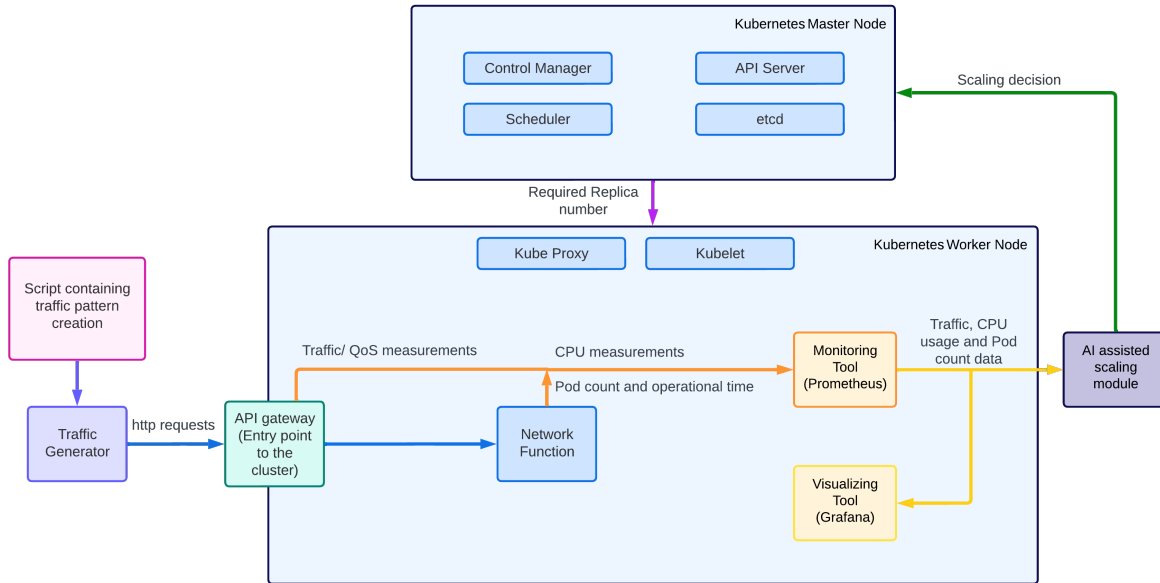 Kubernetes Master Node
Control Manager
API Server
Scheduler
etcd
Scaling decision
Required Replica
number
Kubernetes Worker Node
Kube Proxy
Kubelet
Script containing
traffic pattern
creation
Traffic/ QoS measurements
CPU measurements
Pod count and operational time
Monitoring
Tool
(Prometheus)
Traffic, CPU
usage and Pod
count data
AI assisted
scaling
module
Traffic
Generator
http requests
API gateway
(Entry point
to the
cluster)
Network
Function
Visualizing
Tool
(Grafana)